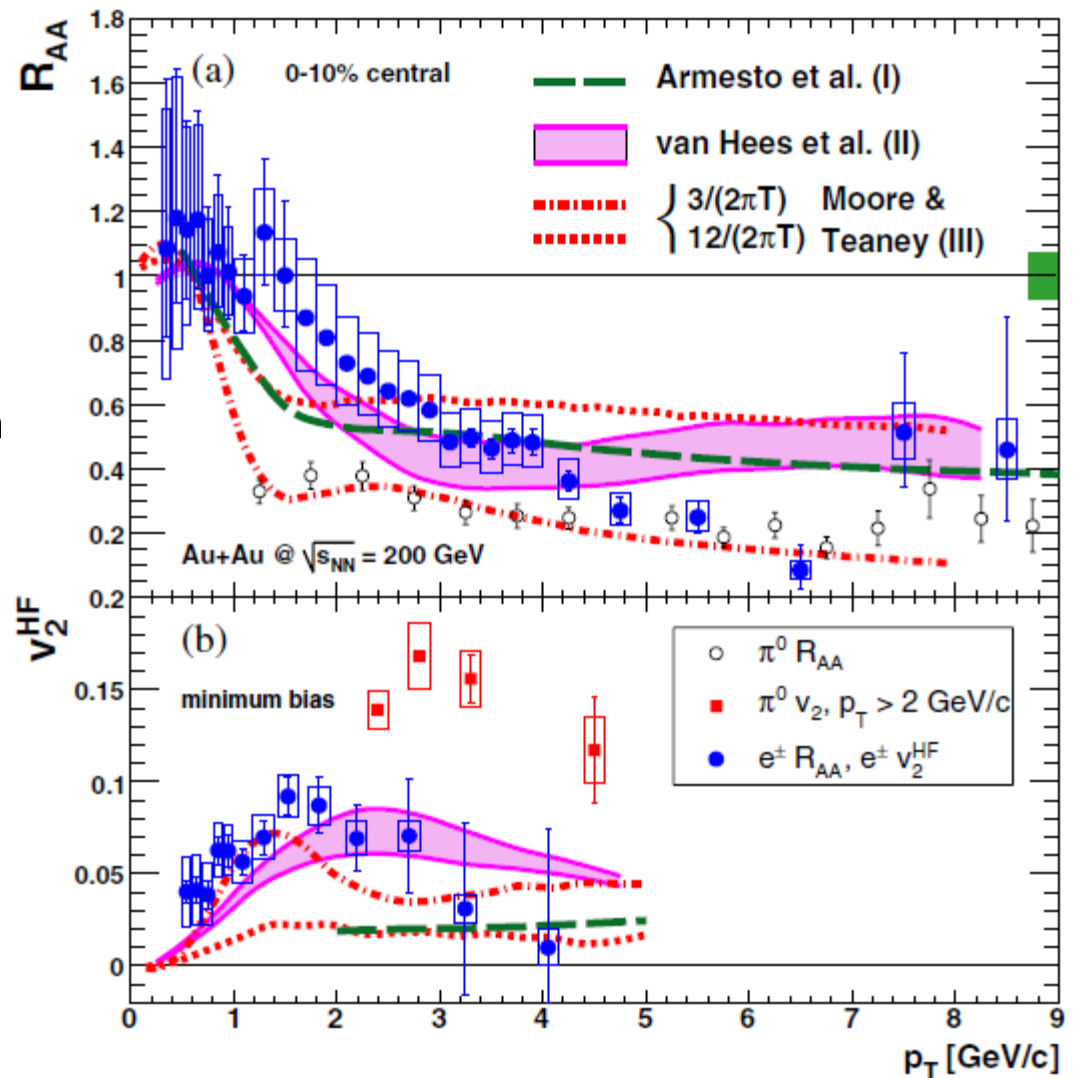 R_AA
1.8
1.6
1.4
1.2
1
0.8
0.6
0.4
0.2
(a) 0-10% central
Armesto et al. (I)
van Hees et al. (II)
3/(2πT) Moore &
12/(2πT) Teaney (III)
Au+Au @ √s_NN = 200 GeV
v_2^HF
0.2
0.15
0.1
0.05
0
(b)
minimum bias
π⁰ R_AA
π⁰ v_2, p_T > 2 GeV/c
e^± R_AA, e^± v_2^HF
0 1 2 3 4 5 6 7 8 9
p_T [GeV/c]